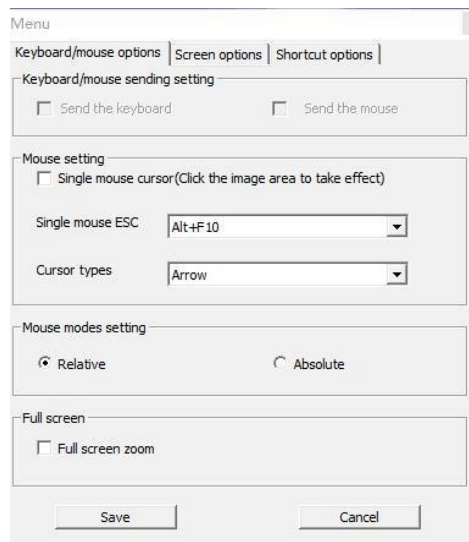 Menu
Keyboard/mouse options Screen options Shortcut options
Keyboard/mouse sending setting
Send the keyboard Send the mouse
Mouse setting
Single mouse cursor(Click the image area to take effect)
Single mouse ESC Alt+F10
Cursor types Arrow
Mouse modes setting
Relative Absolute
Full screen
Full screen zoom
Save Cancel